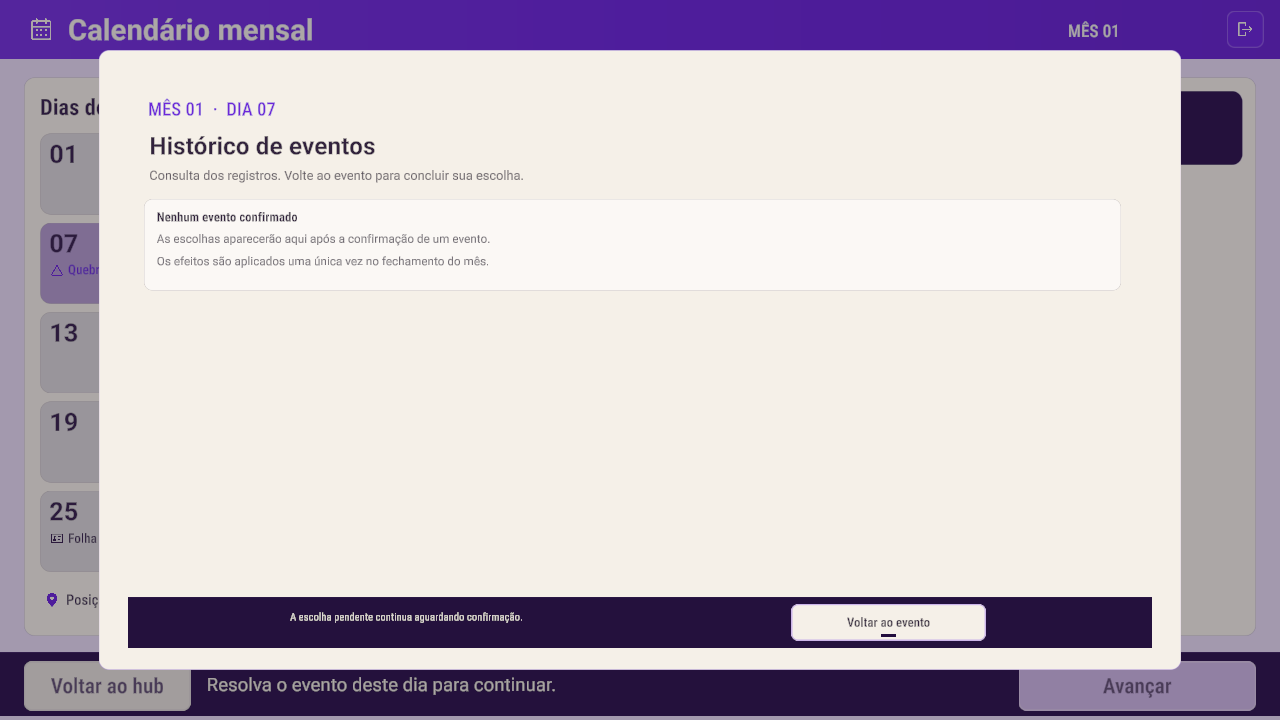 Calendário mensal
MÊS 01
Dias d
01
07
Quebr
13
19
25
Folha
Posiç
MÊS 01 · DIA 07
Histórico de eventos
Consulta dos registros. Volte ao evento para concluir sua escolha.
Nenhum evento confirmado
As escolhas aparecerão aqui após a confirmação de um evento.
Os efeitos são aplicados uma única vez no fechamento do mês.
A escolha pendente continua aguardando confirmação.
Voltar ao evento
Voltar ao hub
Resolva o evento deste dia para continuar.
Avançar